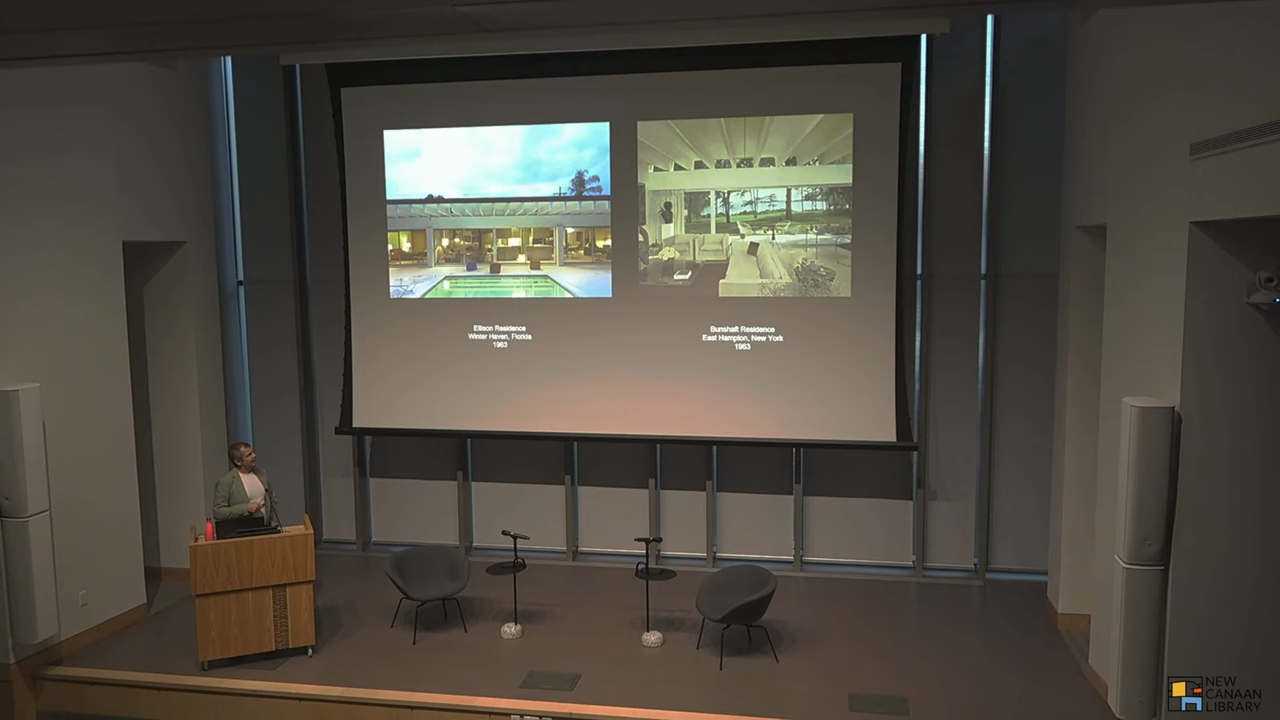 Ellison Residence
Winter Haven, Florida
1963
Bunshaft Residence
East Hampton, New York
1963
NEW
CANAAN
LIBRARY